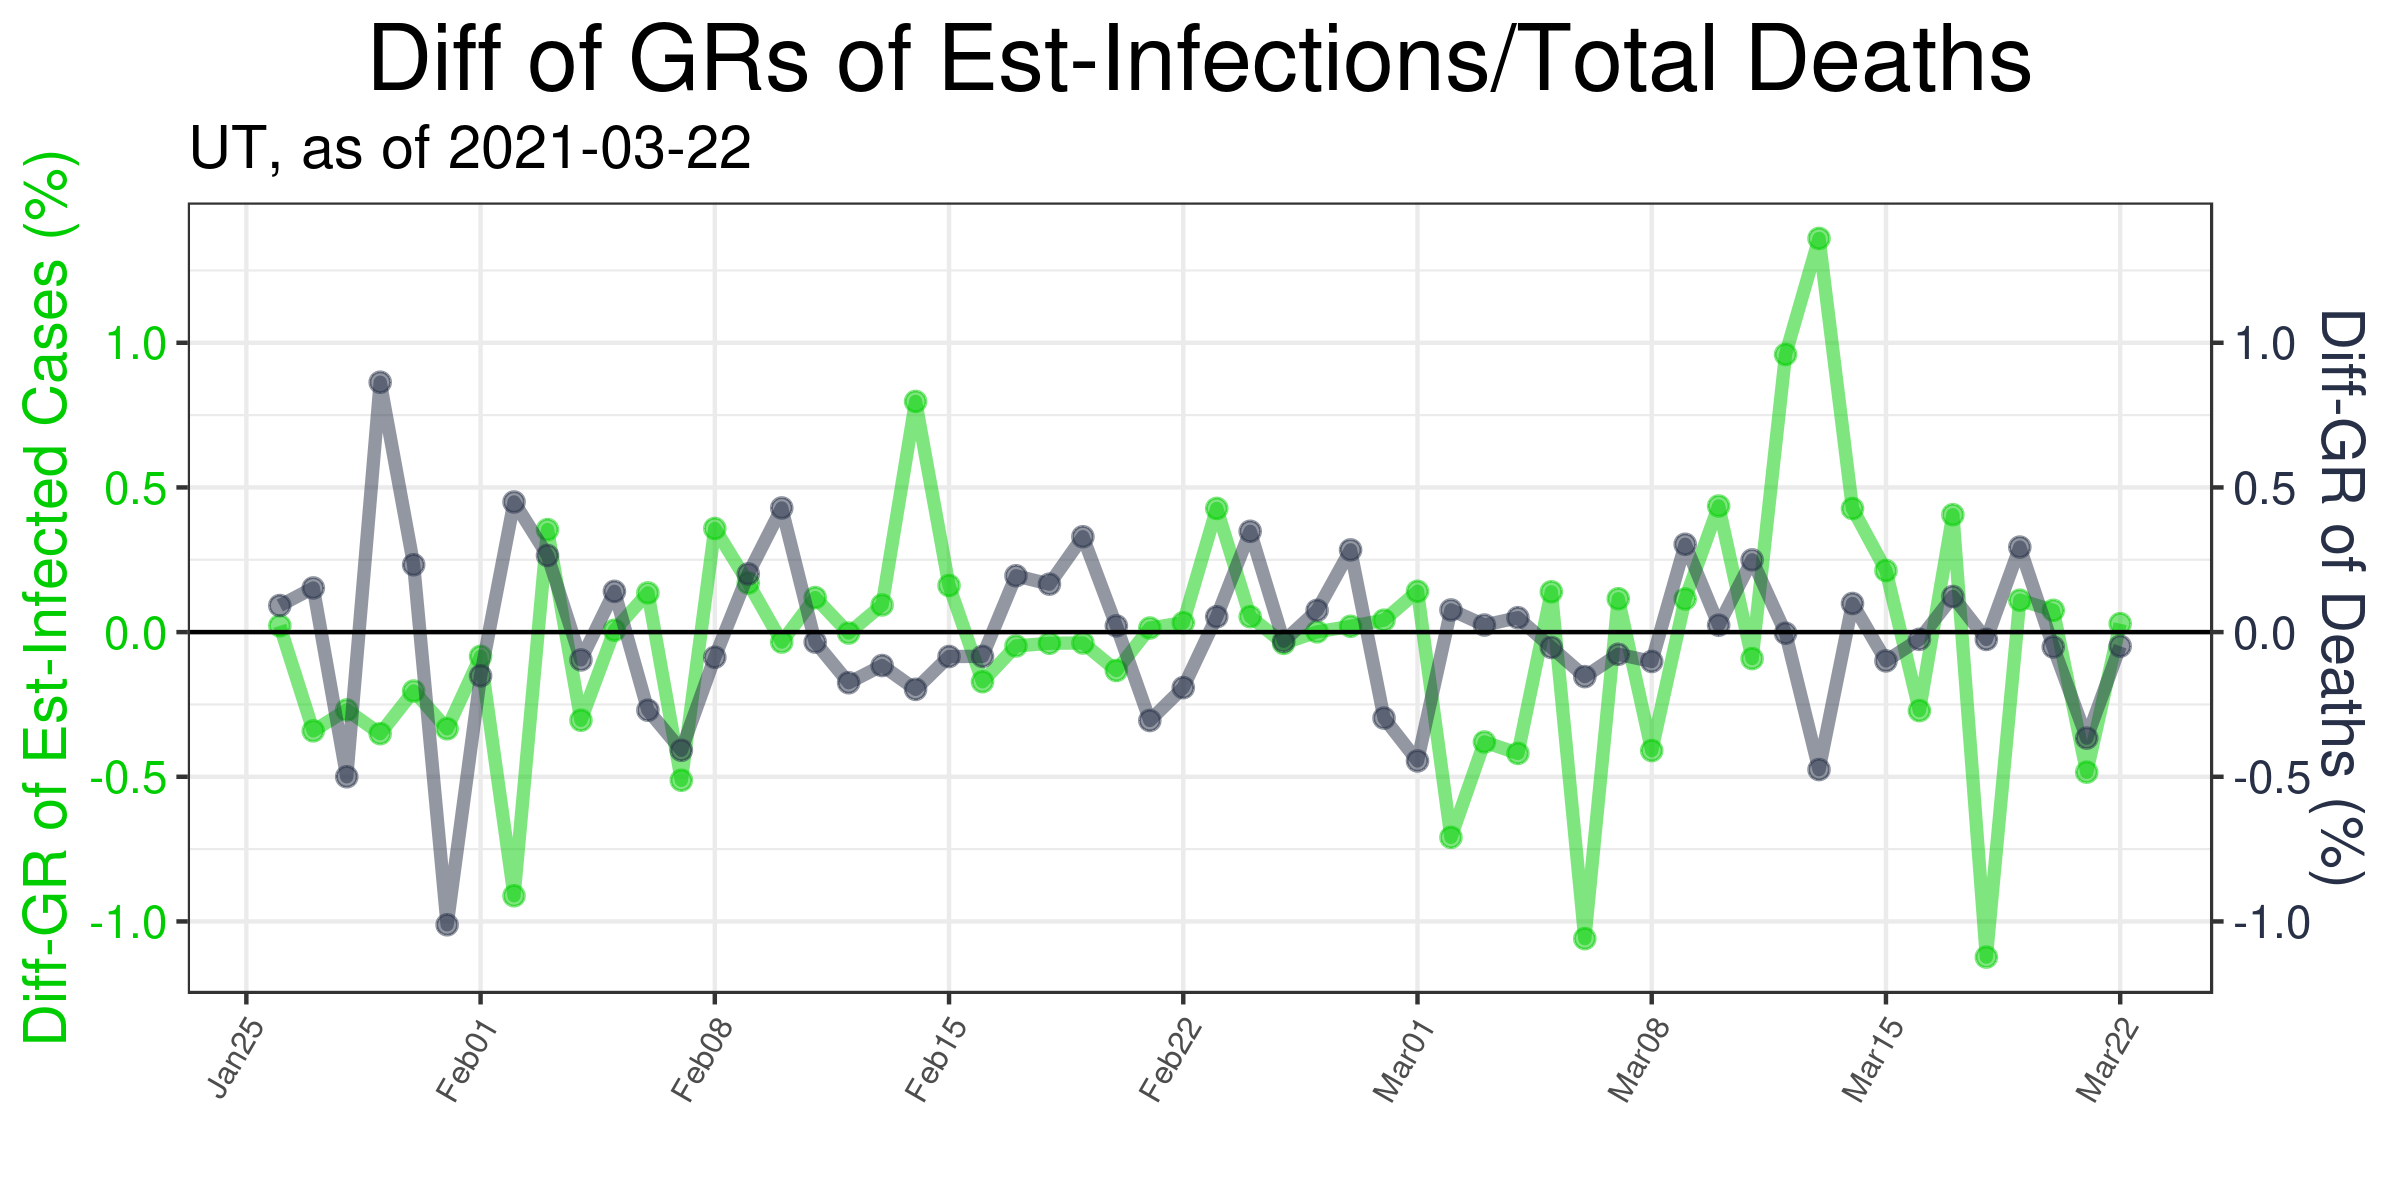 Diff of GRs of Est-Infections/Total Deaths
UT, as of 2021-03-22
Diff-GR of Est-Infected Cases (%)
1.0
0.5
0.0
-0.5
-1.0
1.0
0.5
0.0
-0.5
-1.0
Diff-GR of Deaths (%)
Jan25
Feb01
Feb08
Feb15
Feb22
Mar01
Mar08
Mar15
Mar22